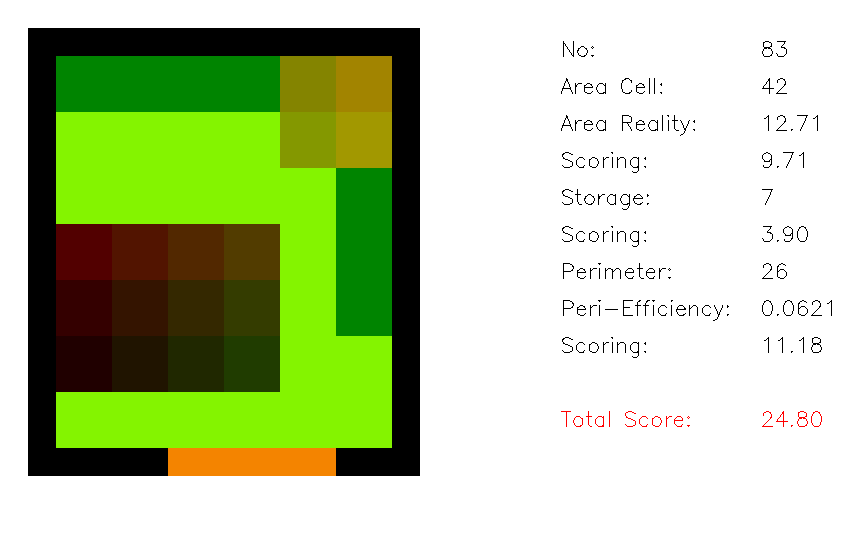 No: 83
Area Cell: 42
Area Reality: 12.71
Scoring: 9.71
Storage: 7
Scoring: 3.90
Perimeter: 26
Peri-Efficiency: 0.0621
Scoring: 11.18
Total Score: 24.80